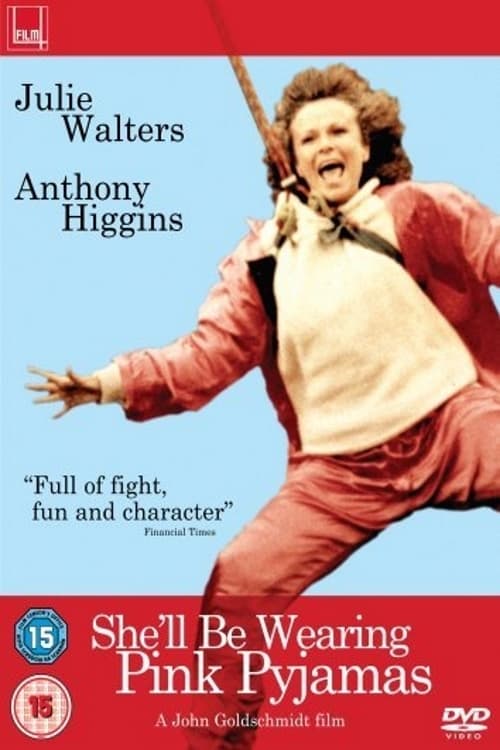 FILM
Julie
Walters
Anthony
Higgins
“Full of fight,
fun and character”
Financial Times
15
15
She'll Be Wearing
Pink Pyjamas
A John Goldschmidt film
DVD
VIDEO